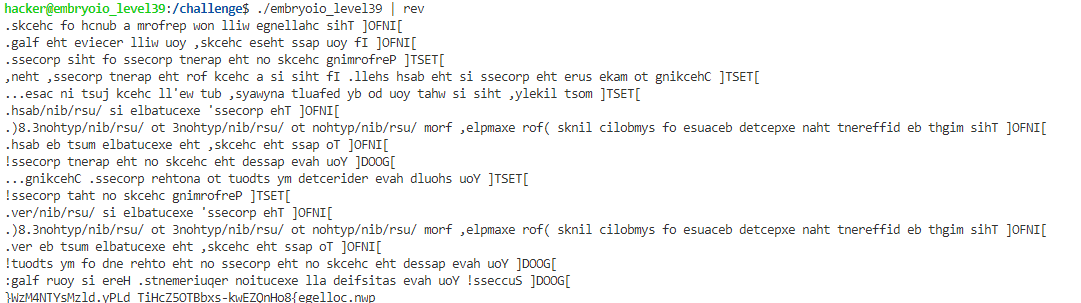 hacker@embryoio_level39:/challenge$ ./embryoio_level39 | rev
.skcehc fo hcnub a mrofrep won lliw egnellahc sihT ]OFNI[
.galf eht eviecer lliw uoy ,skcehc eseht ssap uoy fI ]OFNI[
.ssecorp siht fo ssecorp tnerap eht no skcehc gnimrofreP ]TSET[
,neht ,ssecorp tnerap eht rof kcehc a si siht fI .llehs hsab eht si ssecorp eht erus ekam ot gnikcehC ]TSET[
...esac ni tsuj kcehc ll'ew tub ,syawyna tluafed yb od uoy tahw si siht ,ylekil tsom ]TSET[
.hsab/nib/rsu/ si elbatucexe 'ssecorp ehT ]OFNI[
.)8.3nohtyp/nib/rsu/ ot 3nohtyp/nib/rsu/ ot nohtyp/nib/rsu/ morf ,elpmaxe rof( sknil cilobmys fo esuaceb detcepxe naht tnereffid eb thgim sihT ]OFNI[
.hsab eb tsum elbatucexe eht ,skcehc eht ssap oT ]OFNI[
!ssecorp tnerap eht no skcehc eht dessap evah uoY ]DOOG[
...gnikcehC .ssecorp rehtona ot tuodts ym detcerider evah dluohs uoY ]TSET[
!ssecorp taht no skcehc gnimrofreP ]TSET[
.ver/nib/rsu/ si elbatucexe 'ssecorp ehT ]OFNI[
.)8.3nohtyp/nib/rsu/ ot 3nohtyp/nib/rsu/ ot nohtyp/nib/rsu/ morf ,elpmaxe rof( sknil cilobmys fo esuaceb detcepxe naht tnereffid eb thgim sihT ]OFNI[
.ver eb tsum elbatucexe eht ,skcehc eht ssap oT ]OFNI[
!tuodts ym fo dne rehto eht no ssecorp eht no skcehc eht dessap evah uoY ]DOOG[
:galf ruoy si ereH .stnemeriuqer noitucexe lla deifsitas evah uoY !sseccuS ]DOOG[
}WzM4NTYsMzld.yPLd_TiHcZ5OTBbxs-kwEZQnHo8{egelloc.nwp